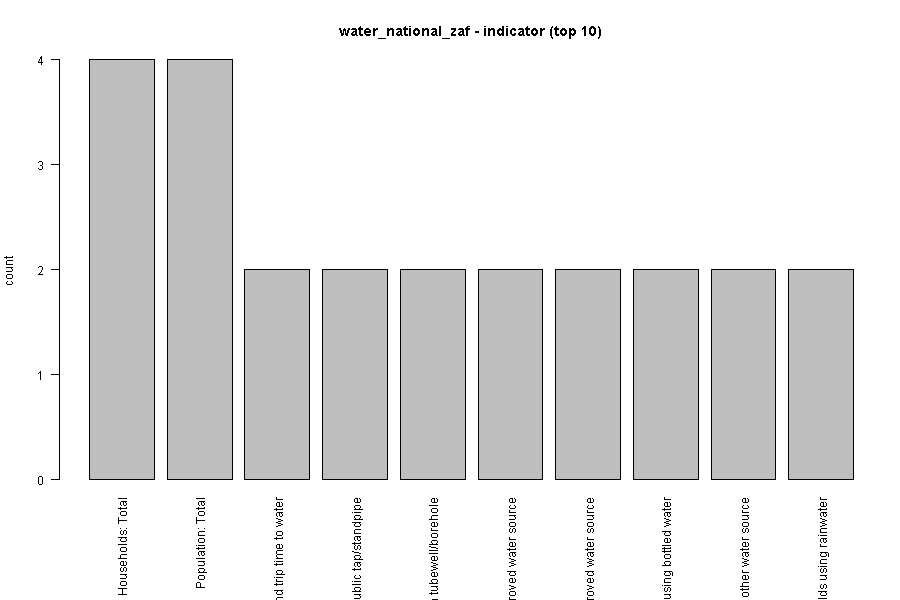 water_national_zaf - indicator (top 10)
count
4
3
2
1
0
Households: Total
Population: Total
nd trip time to water
ublic tap/standpipe
tubewell/borehole
roved water source
roved water source
using bottled water
other water source
lds using rainwater